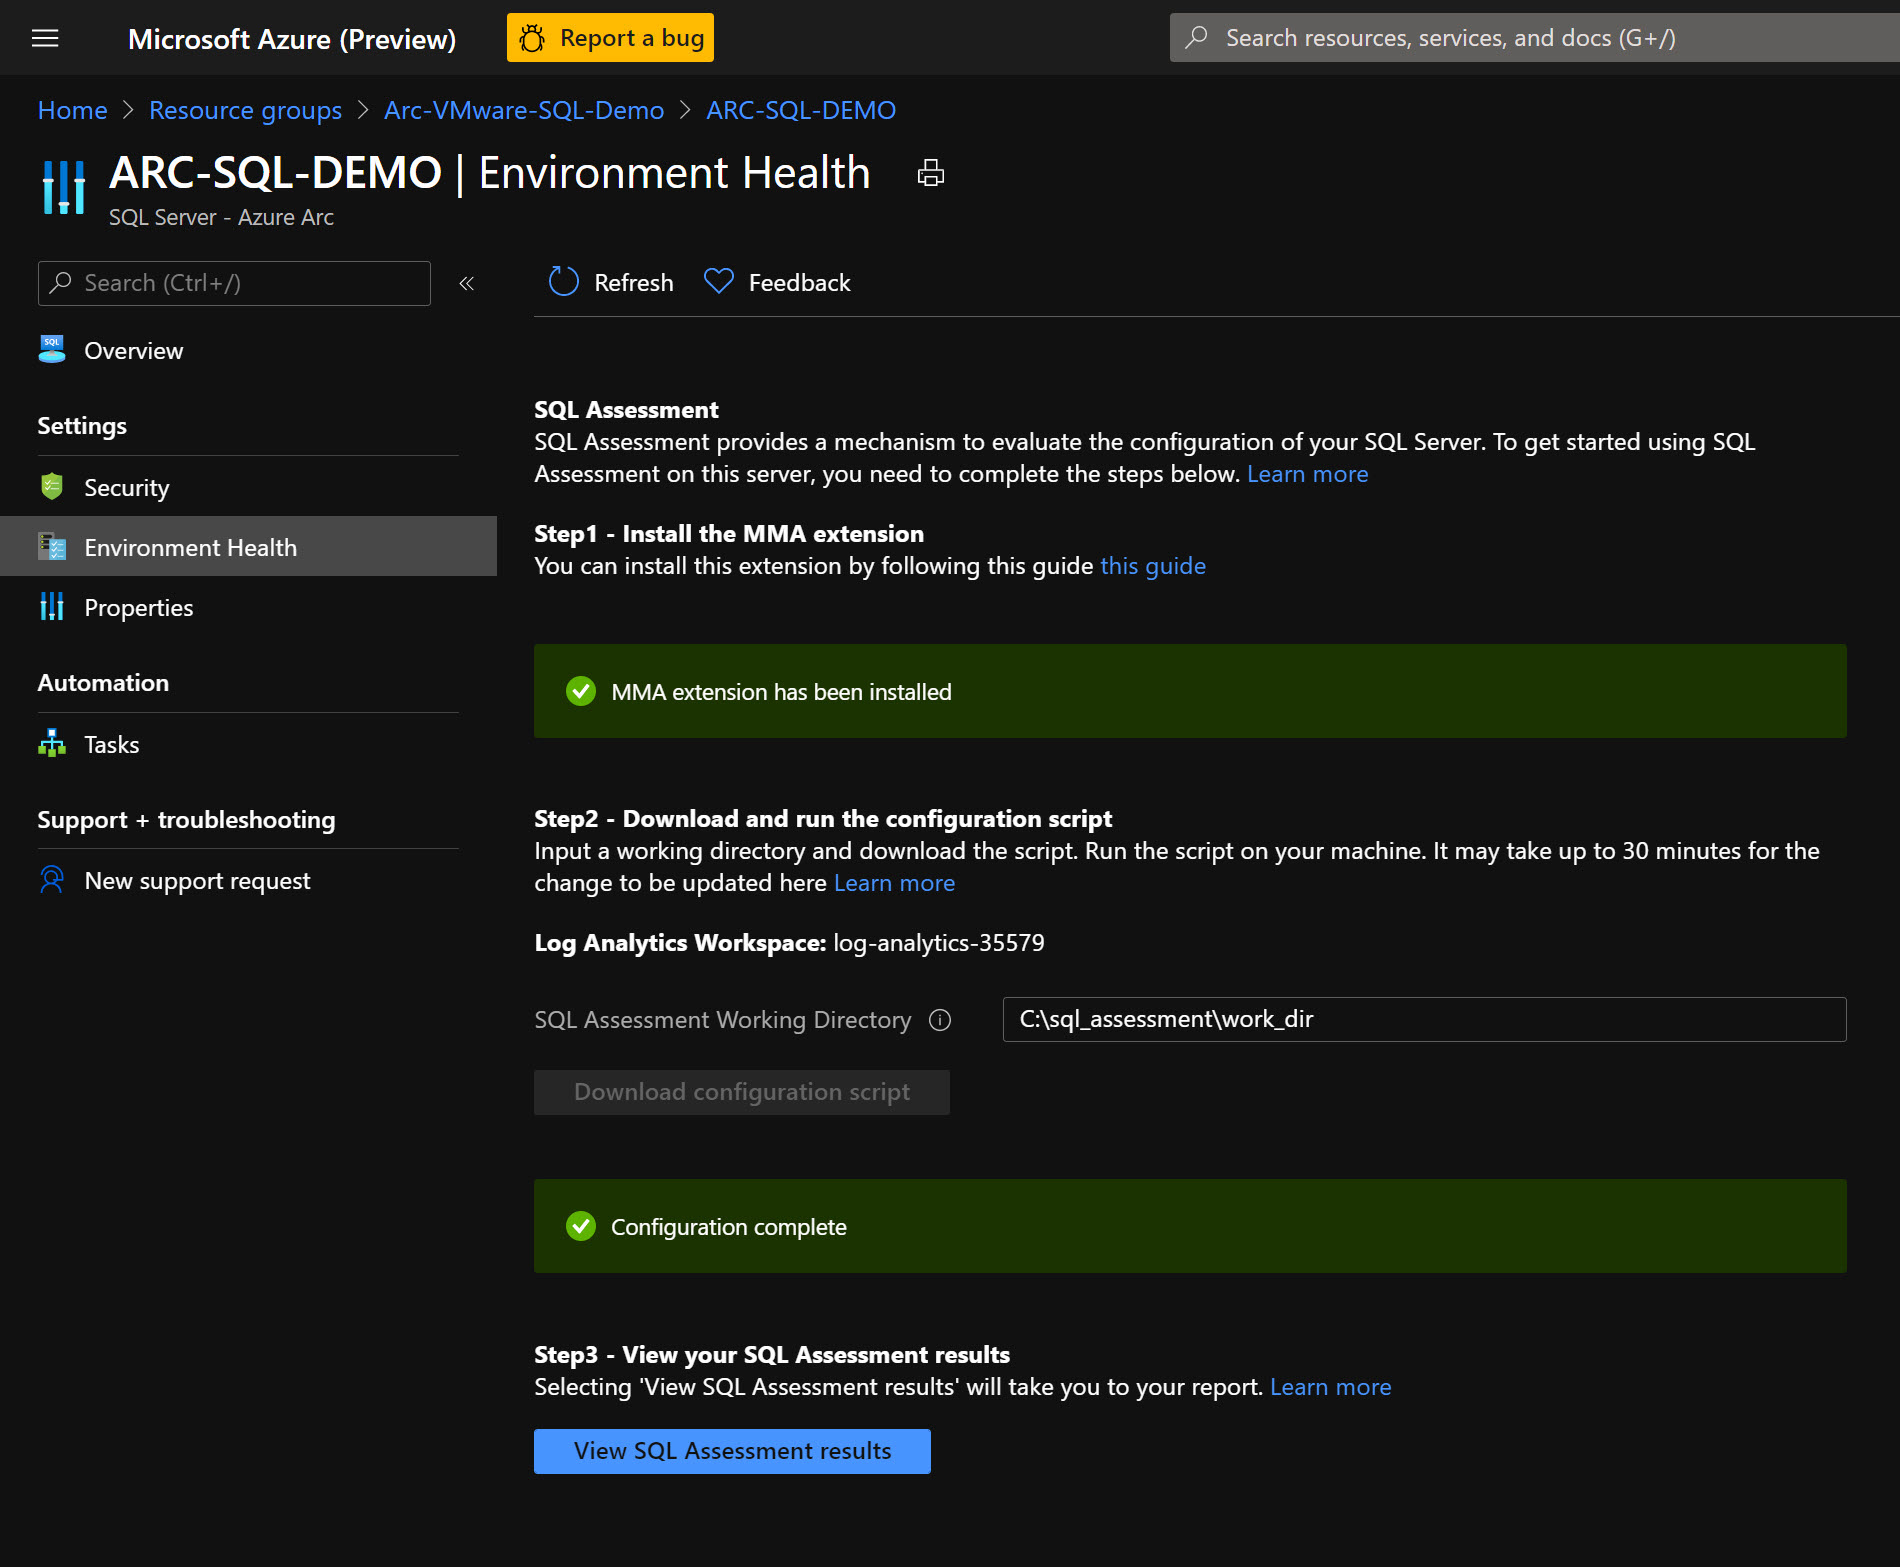 Microsoft Azure (Preview)
Report a bug
Search resources, services, and docs (G+/)
Home > Resource groups > Arc-VMware-SQL-Demo > ARC-SQL-DEMO
ARC-SQL-DEMO | Environment Health
SQL Server - Azure Arc
Search (Ctrl+/)
«
SQL
Overview
Settings
Security
Environment Health
Properties
Automation
Tasks
Support + troubleshooting
New support request
Refresh
Feedback
SQL Assessment
SQL Assessment provides a mechanism to evaluate the configuration of your SQL Server. To get started using SQL
Assessment on this server, you need to complete the steps below. Learn more
Step1 - Install the MMA extension
You can install this extension by following this guide this guide
MMA extension has been installed
Step2 - Download and run the configuration script
Input a working directory and download the script. Run the script on your machine. It may take up to 30 minutes for the
change to be updated here Learn more
Log Analytics Workspace: log-analytics-35579
SQL Assessment Working Directory
C:\sql_assessment\work_dir
Download configuration script
Configuration complete
Step3 - View your SQL Assessment results
Selecting 'View SQL Assessment results' will take you to your report. Learn more
View SQL Assessment results